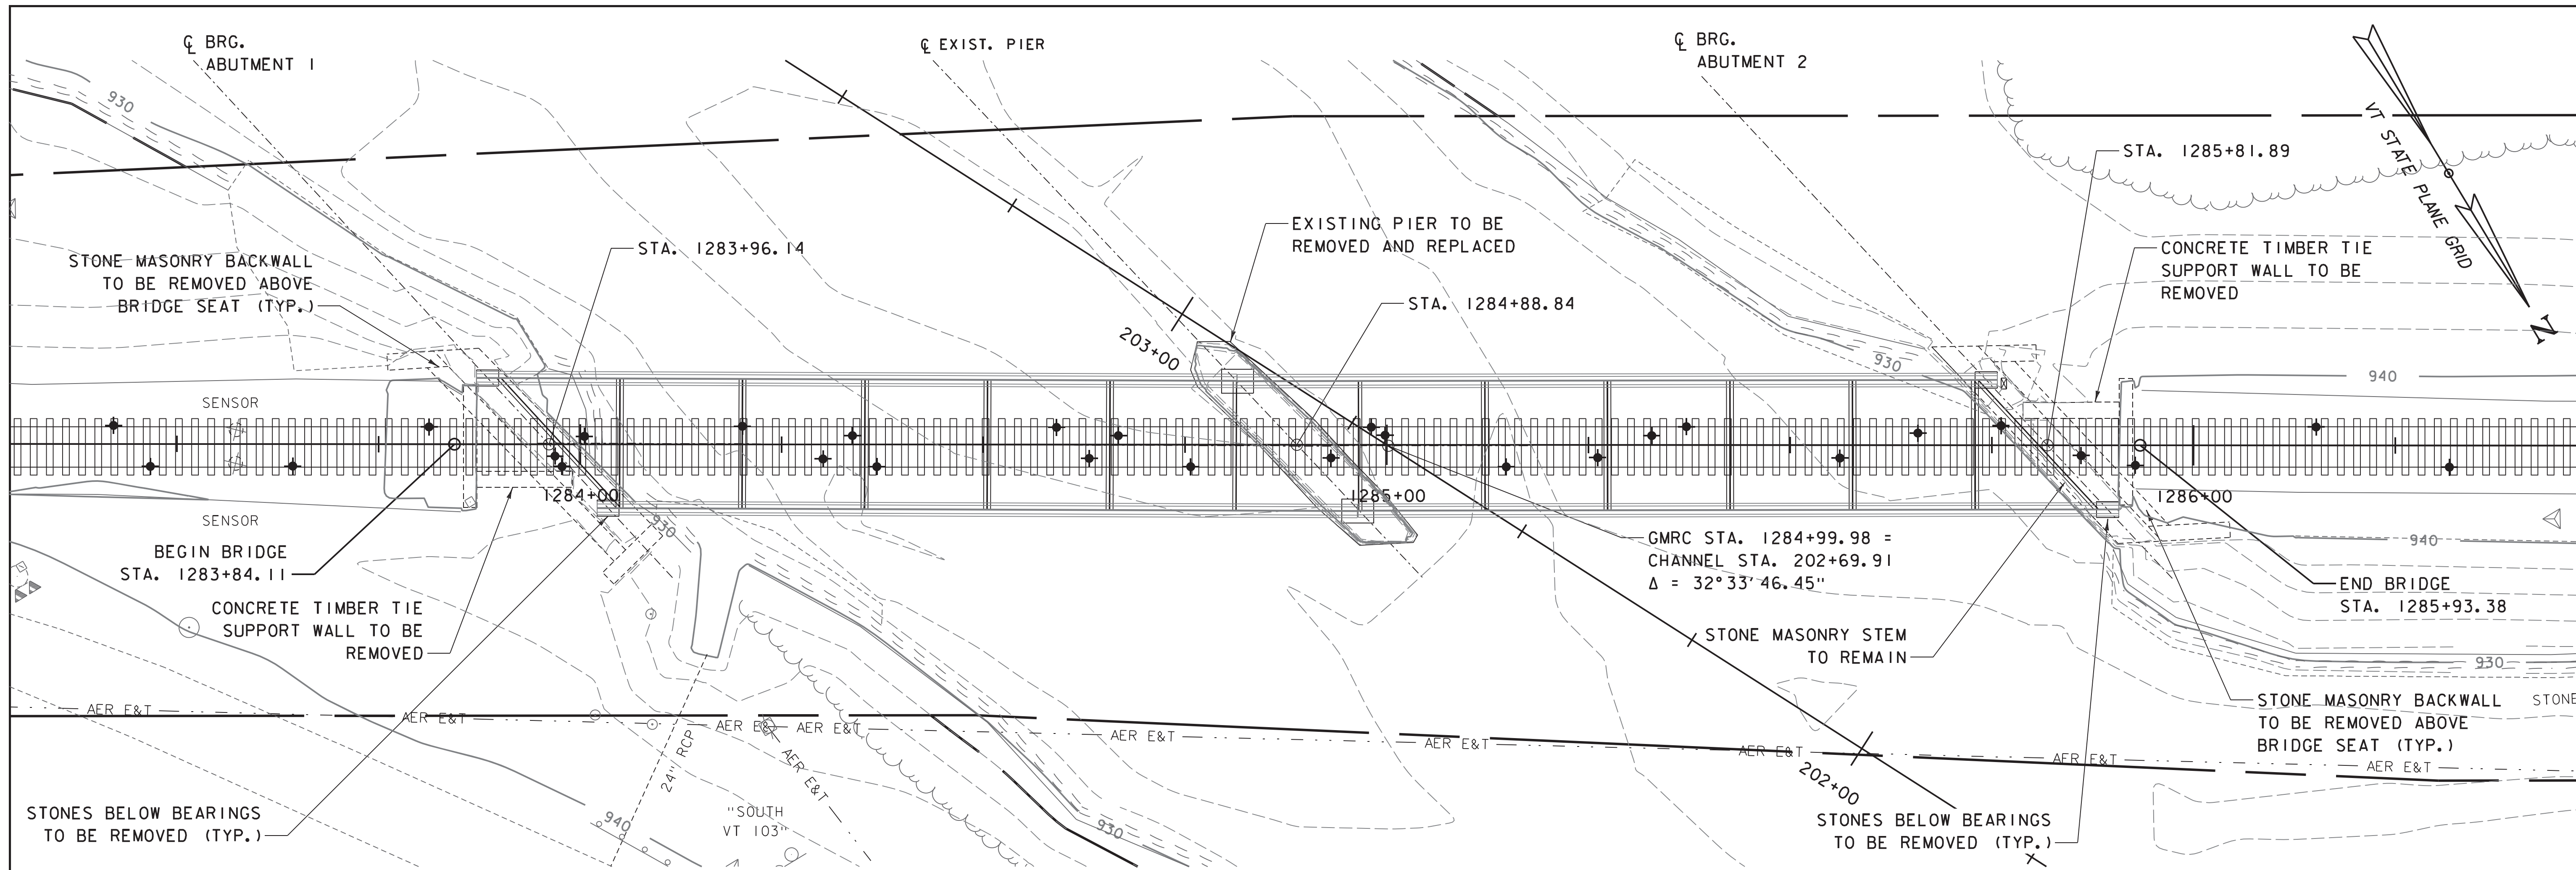 ℄ BRG.
ABUTMENT 1
℄ EXIST. PIER
℄ BRG.
ABUTMENT 2
930
VT STATE PLANE GRID
N
STA. 1285+81.89
STONE MASONRY BACKWALL
TO BE REMOVED ABOVE
BRIDGE SEAT (TYP.)
STA. 1283+96.14
EXISTING PIER TO BE
REMOVED AND REPLACED
STA. 1284+88.84
CONCRETE TIMBER TIE
SUPPORT WALL TO BE
REMOVED
203+00
930
940
SENSOR
1284+00
1285+00
1286+00
SENSOR
930
BEGIN BRIDGE
STA. 1283+84.11
GMRC STA. 1284+99.98 =
CHANNEL STA. 202+69.91
Δ = 32°33'46.45"
940
END BRIDGE
STA. 1285+93.38
CONCRETE TIMBER TIE
SUPPORT WALL TO BE
REMOVED
STONE MASONRY STEM
TO REMAIN
930
STONE MASONRY BACKWALL
TO BE REMOVED ABOVE
BRIDGE SEAT (TYP.)
STONE
AER E&T
AER E&T
AER E&T
AER E&T
AER E&T
AER E&T
AER E&T
AER E&T
AER E&T
AER E&T
24" RCP
202+00
STONES BELOW BEARINGS
TO BE REMOVED (TYP.)
940
"SOUTH
VT 103"
930
STONES BELOW BEARINGS
TO BE REMOVED (TYP.)